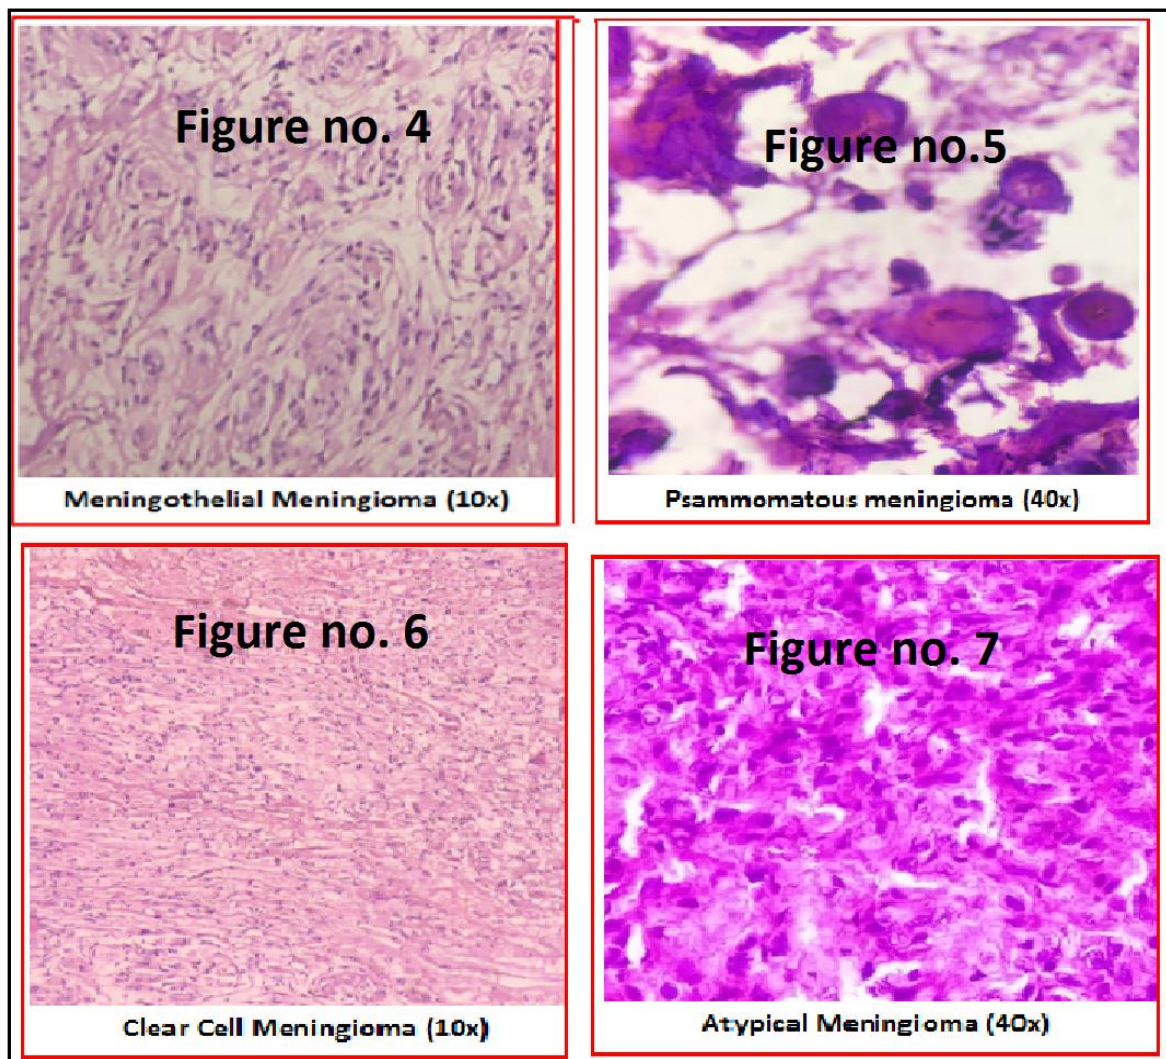 Figure no. 4
Figure no.5
Meningothelial Meningioma (10x)
Psammomatous meningioma (40x)
Figure no. 6
Figure no. 7
Clear Cell Meningioma (10x)
Atypical Meningioma (40x)